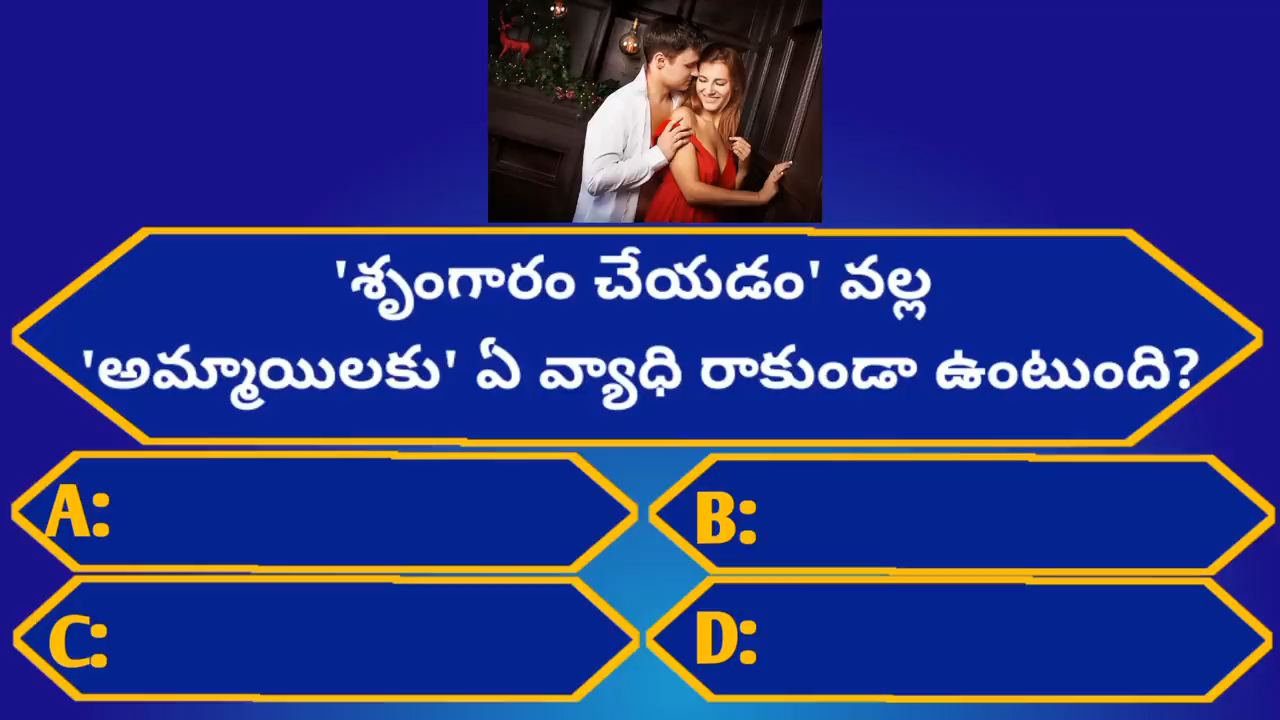 'శృంగారం చేయడం' వల్ల
'అమ్మాయిలకు' ఏ వ్యాధి రాకుండా ఉంటుంది?
A:
B:
C:
D: